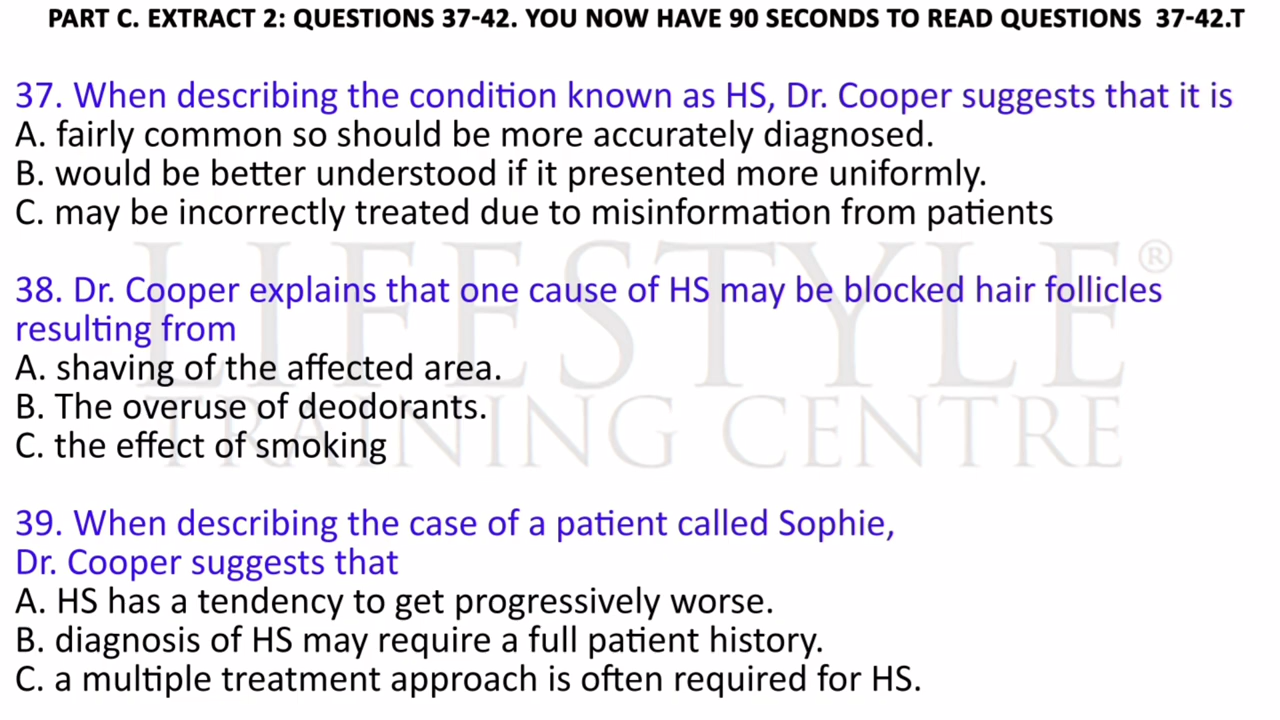 PART C. EXTRACT 2: QUESTIONS 37-42. YOU NOW HAVE 90 SECONDS TO READ QUESTIONS 37-42.T
37. When describing the condition known as HS, Dr. Cooper suggests that it is
A. fairly common so should be more accurately diagnosed.
B. would be better understood if it presented more uniformly.
C. may be incorrectly treated due to misinformation from patients
LIFESTYLE®
TRAINING CENTRE
38. Dr. Cooper explains that one cause of HS may be blocked hair follicles
resulting from
A. shaving of the affected area.
B. The overuse of deodorants.
C. the effect of smoking
39. When describing the case of a patient called Sophie,
Dr. Cooper suggests that
A. HS has a tendency to get progressively worse.
B. diagnosis of HS may require a full patient history.
C. a multiple treatment approach is often required for HS.